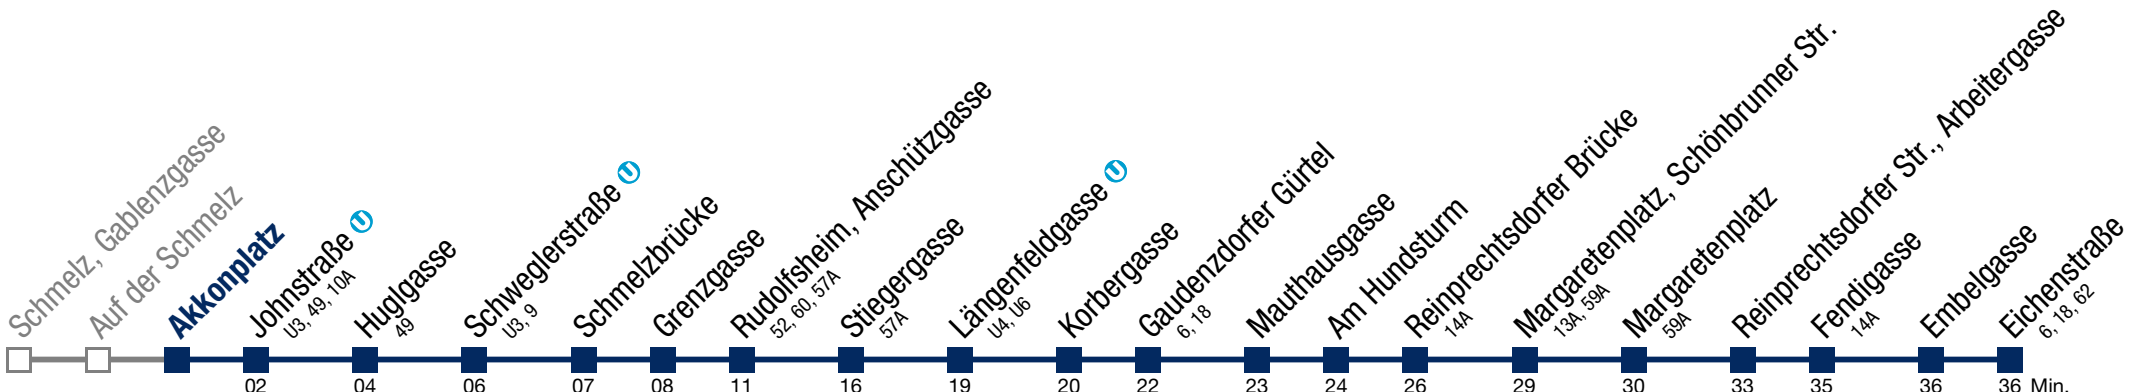 Schmelz, Gablenzgasse
Auf der Schmelz
Akkonplatz
Johnstraße U
U3, 49, 10A
02
Huglgasse
49
04
Schweglerstraße U
U3, 9
06
Schmelzbrücke
07
Grenzgasse
08
Rudolfsheim, Anschützgasse
52, 60, 57A
11
Stiegergasse
57A
16
Längenfeldgasse U
U4, U6
19
Korbergasse
20
Gaudenzdorfer Gürtel
6, 18
22
Mauthausgasse
23
Am Hundsturm
24
Reinprechtsdorfer Brücke
14A
26
Margaretenplatz, Schönbrunner Str.
13A, 59A
29
Margaretenplatz
59A
30
Reinprechtsdorfer Str., Arbeitergasse
33
Fendigasse
14A
35
Embelgasse
36
Eichenstraße
6, 18, 62
36 Min.